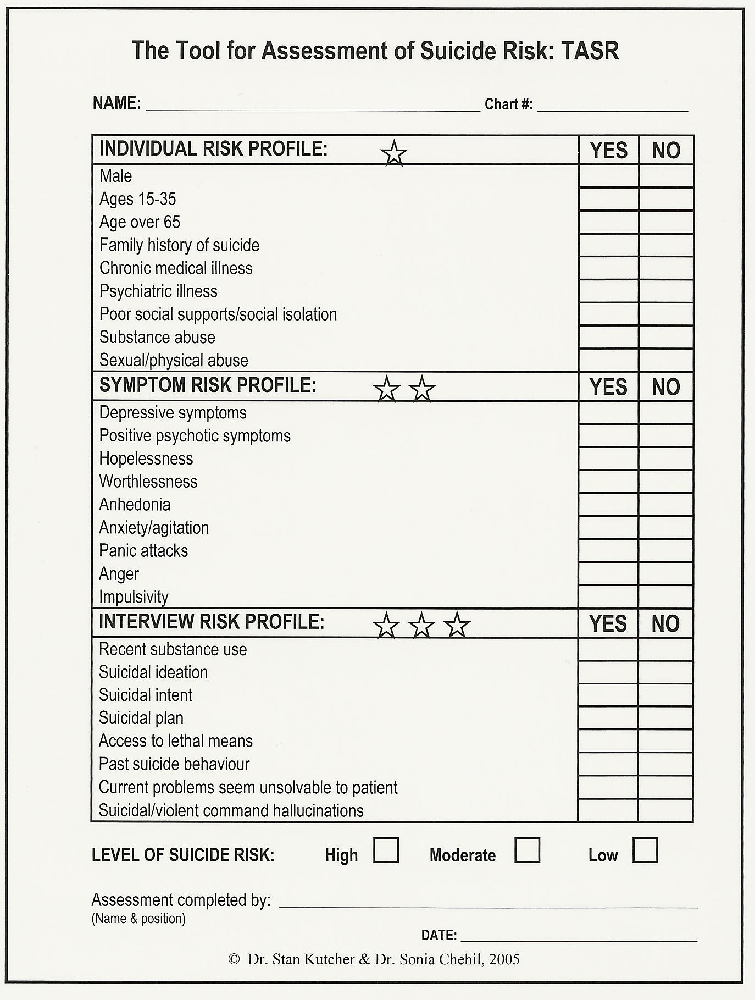 The Tool for Assessment of Suicide Risk: TASR
NAME: Chart #:
INDIVIDUAL RISK PROFILE: YES NO
Male
Ages 15-35
Age over 65
Family history of suicide
Chronic medical illness
Psychiatric illness
Poor social supports/social isolation
Substance abuse
Sexual/physical abuse
SYMPTOM RISK PROFILE: YES NO
Depressive symptoms
Positive psychotic symptoms
Hopelessness
Worthlessness
Anhedonia
Anxiety/agitation
Panic attacks
Anger
Impulsivity
INTERVIEW RISK PROFILE: YES NO
Recent substance use
Suicidal ideation
Suicidal intent
Suicidal plan
Access to lethal means
Past suicide behaviour
Current problems seem unsolvable to patient
Suicidal/violent command hallucinations
LEVEL OF SUICIDE RISK: High Moderate Low
Assessment completed by:
(Name & position)
DATE:
© Dr. Stan Kutcher & Dr. Sonia Chehil, 2005